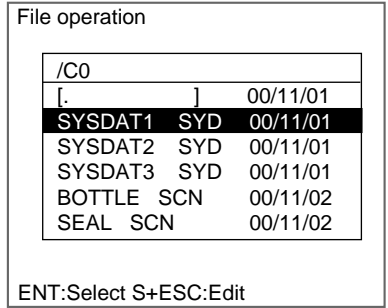 File operation
/C0
[. ] 00/11/01
SYSDAT1 SYD 00/11/01
SYSDAT2 SYD 00/11/01
SYSDAT3 SYD 00/11/01
BOTTLE SCN 00/11/02
SEAL SCN 00/11/02
ENT:Select S+ESC:Edit